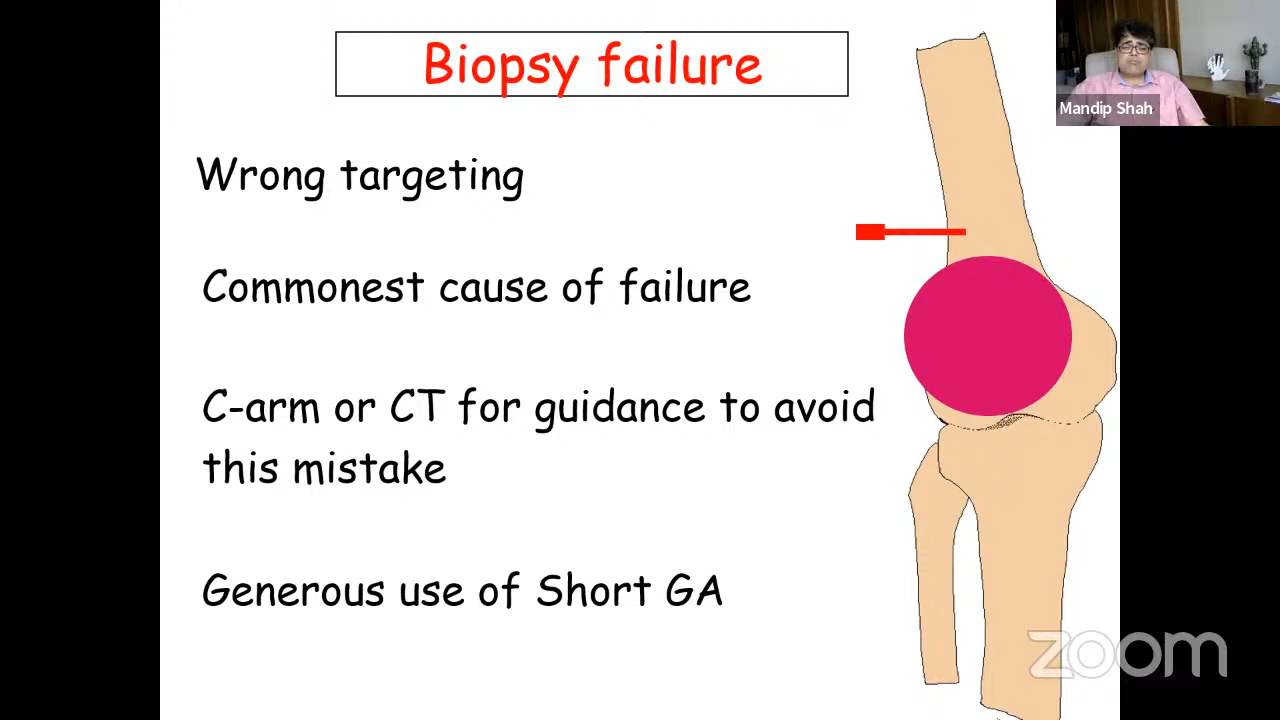 Biopsy failure
Mandip Shah
Wrong targeting
Commonest cause of failure
C-arm or CT for guidance to avoid
this mistake
Generous use of Short GA
zoom